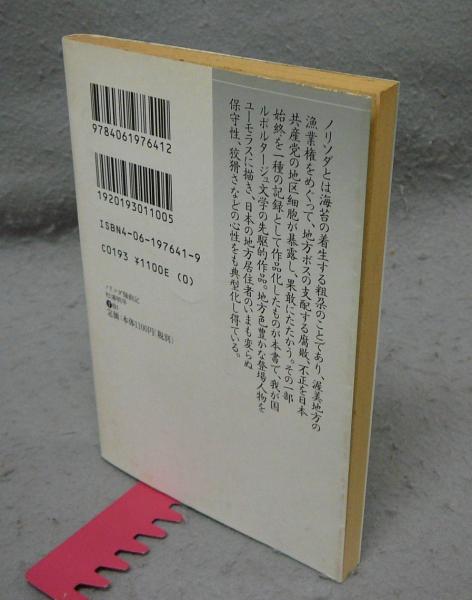 ノリソダとは海苔の着生する粗朶のことであり、渥美地方の
漁業権をめぐって、地方ボスの支配する腐敗、不正を日本
共産党の地区細胞が暴露し、果敢にたたかう。その一部
始終を一種の記録として作品化したものが本書で、我が国
ルポルタージュ文学の先駆的作品。地方色豊かな登場人物を
ユーモラスに描き、日本の地方居住者のいまも変らぬ
保守性、狡猾さなどの心性をも典型化し得ている。
9784061976412
1920193011005
ISBN4-06-197641-9
C0193 ¥1100E (0)
ノリソダ騒動記
定価:本体1100円(税別)